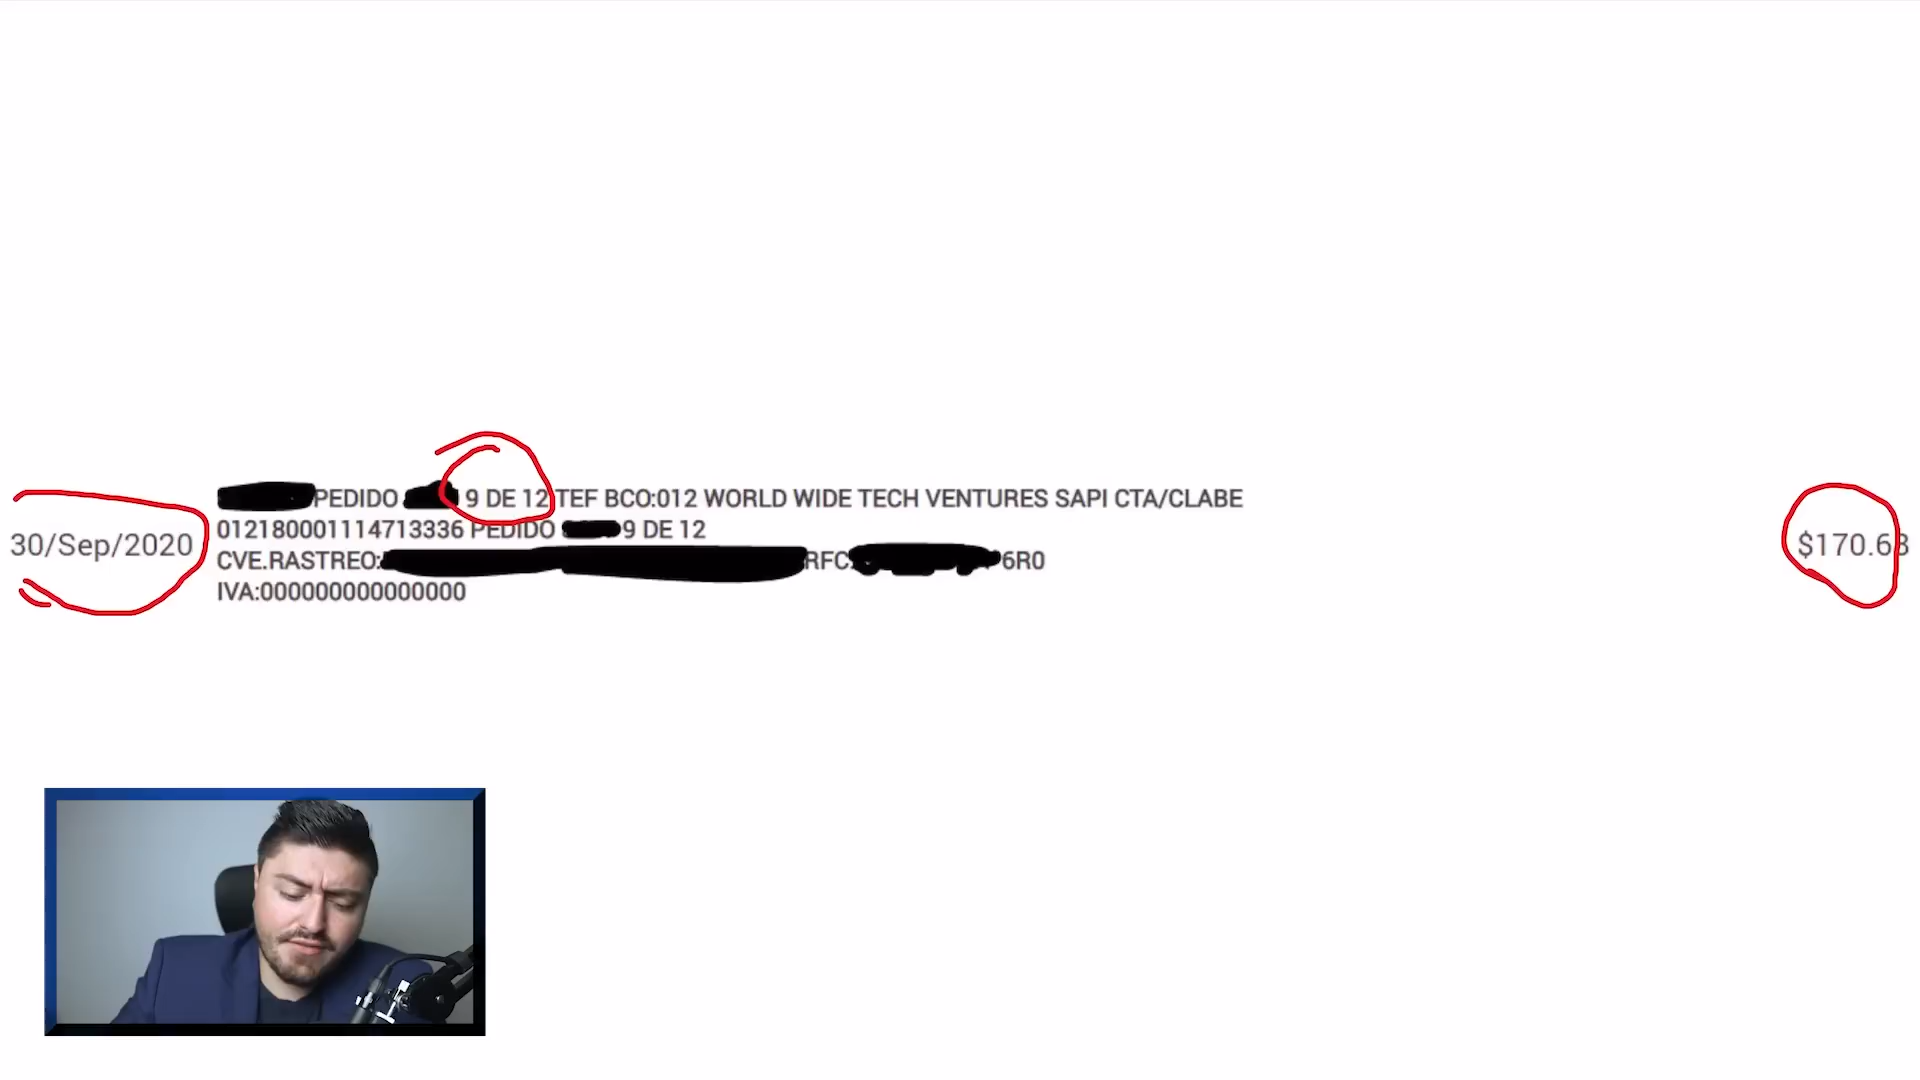 PEDIDO 9 DE 12 TEF BCO:012 WORLD WIDE TECH VENTURES SAPI CTA/CLABE
012180001114713336 PEDIDO 9 DE 12
30/Sep/2020
$170.63
CVE.RASTREO: RFC: 6R0
IVA:000000000000000